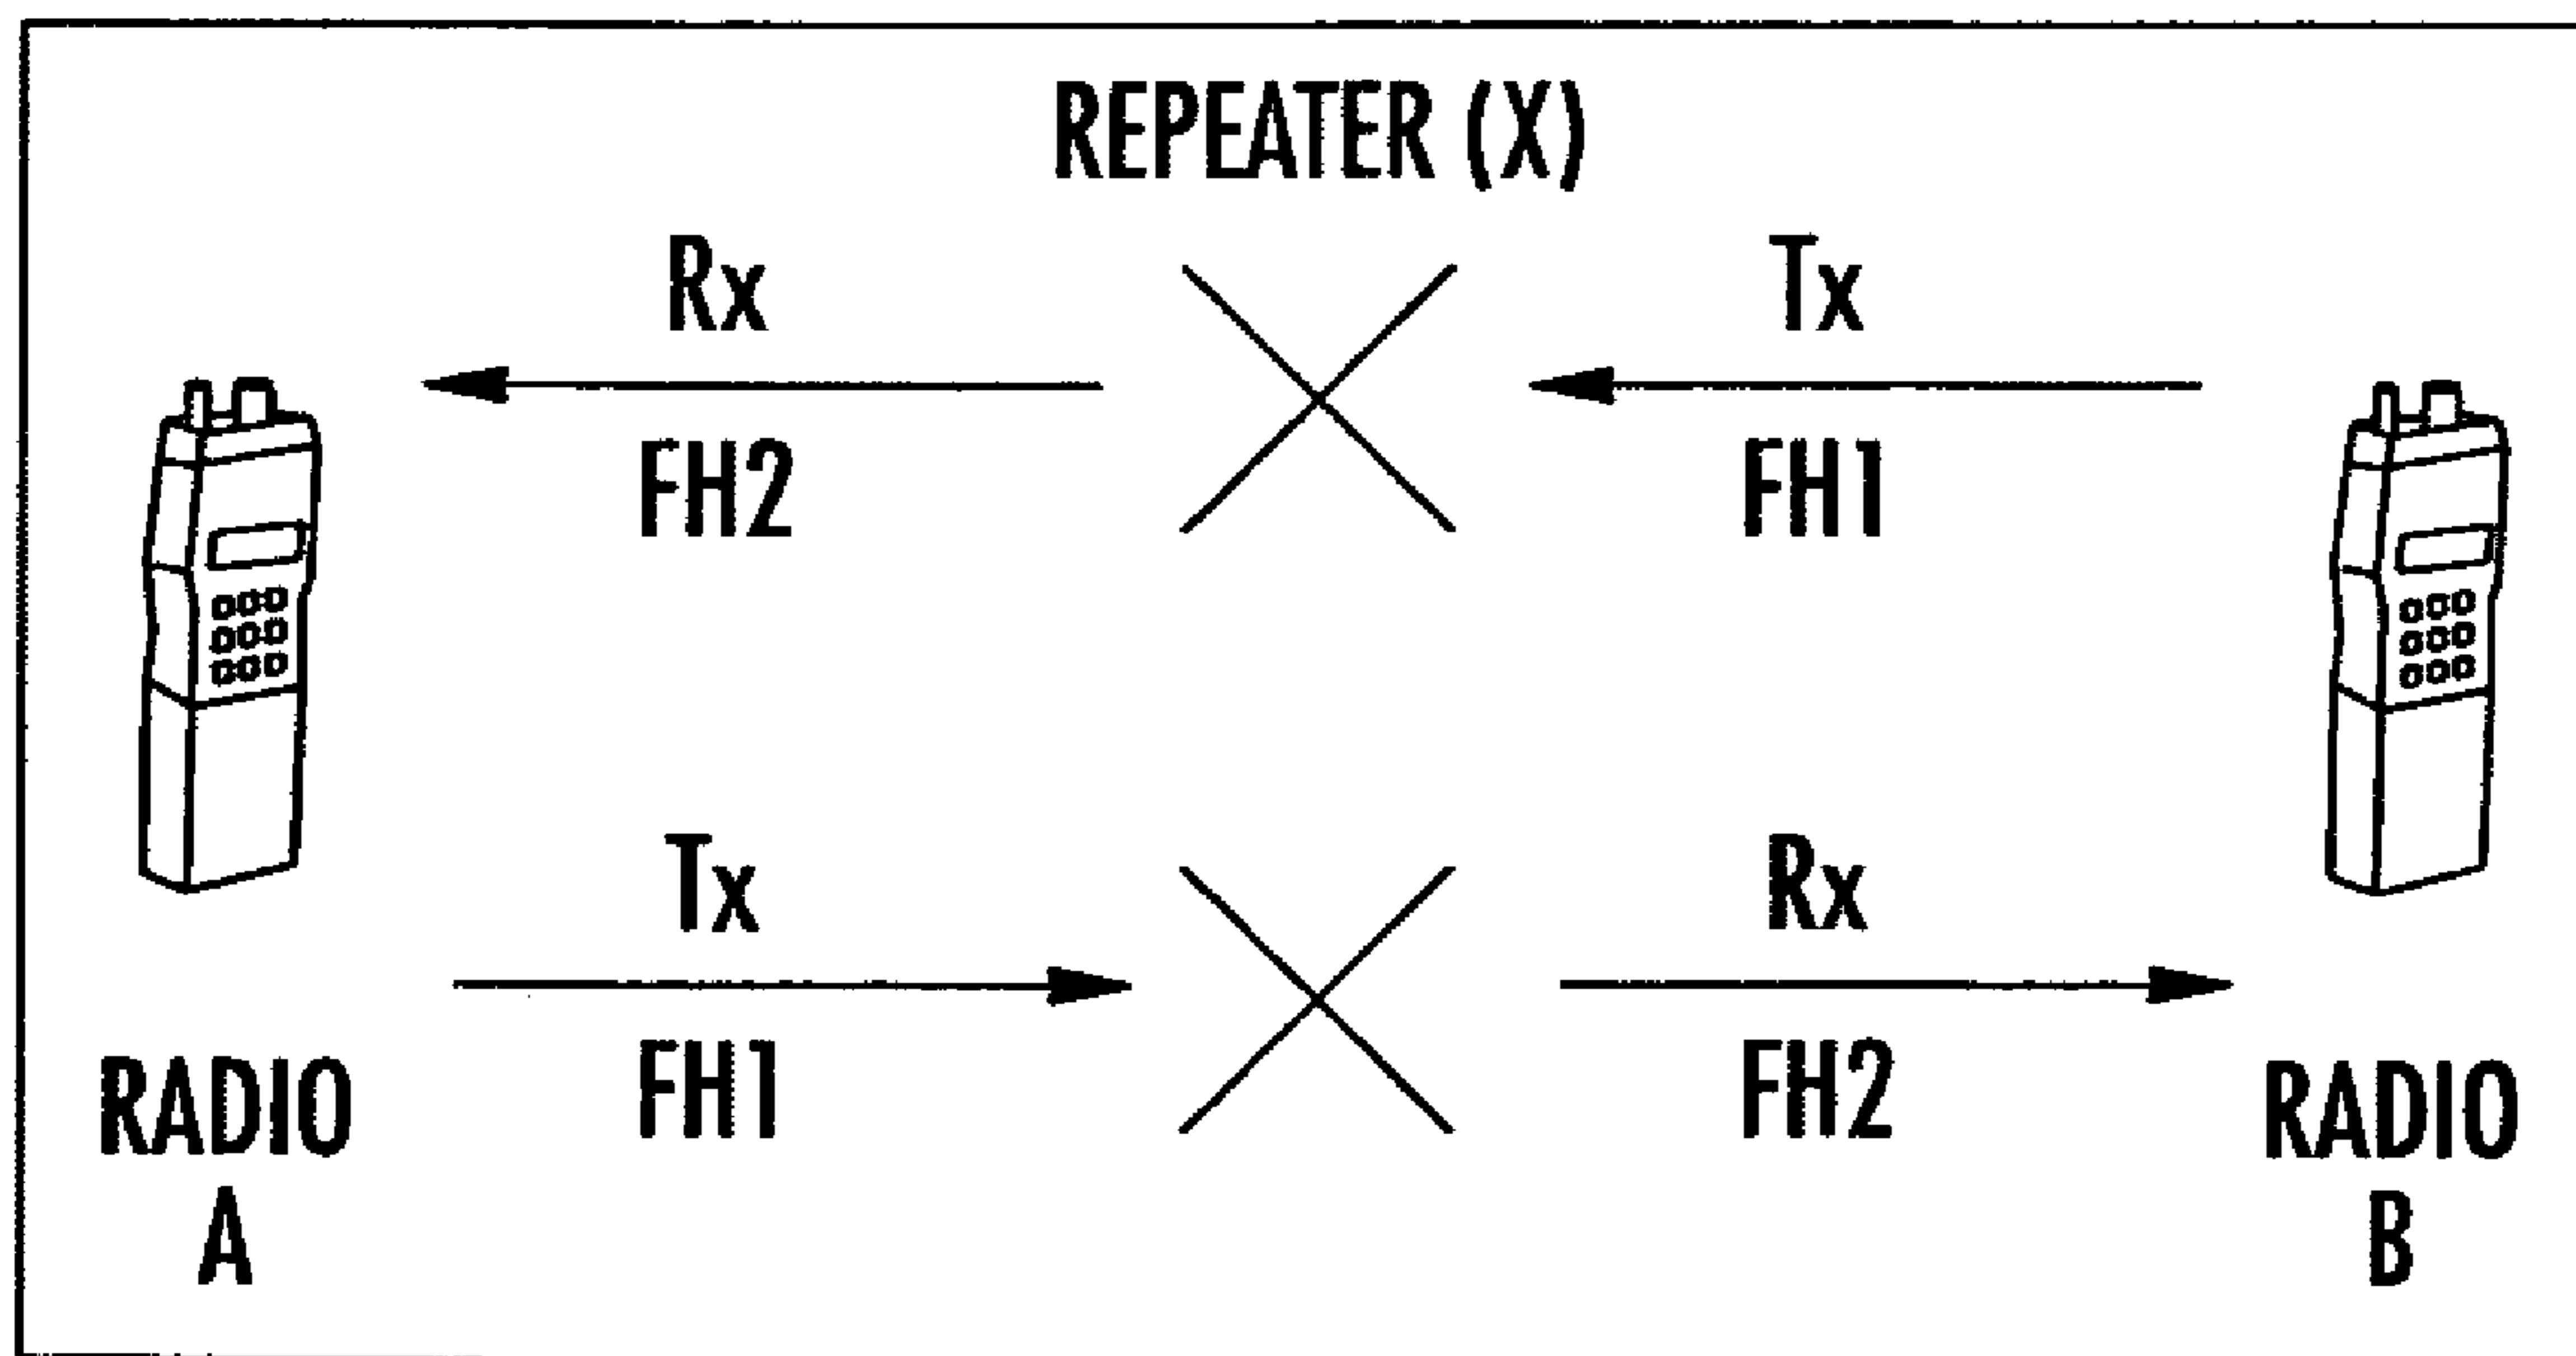 REPEATER (X)
Rx
Tx
FH2
FH1
Tx
Rx
FH1
FH2
RADIO
A
RADIO
B